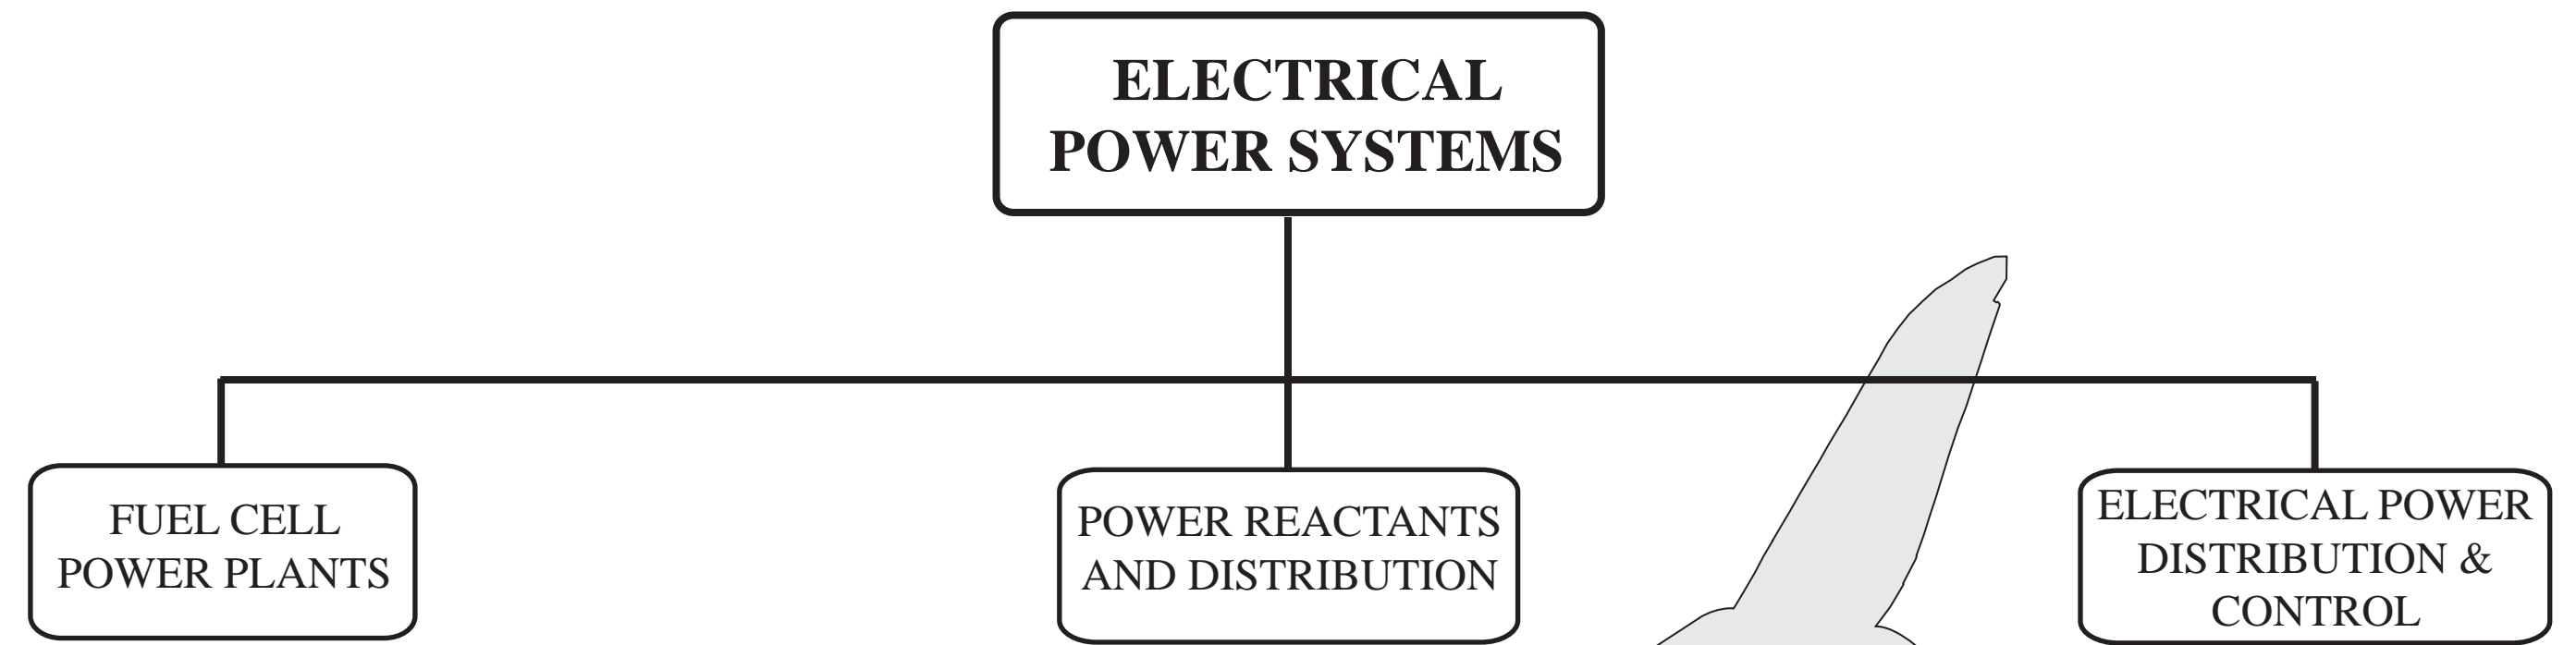 ELECTRICAL
POWER SYSTEMS
FUEL CELL
POWER PLANTS
POWER REACTANTS
AND DISTRIBUTION
ELECTRICAL POWER
DISTRIBUTION &
CONTROL